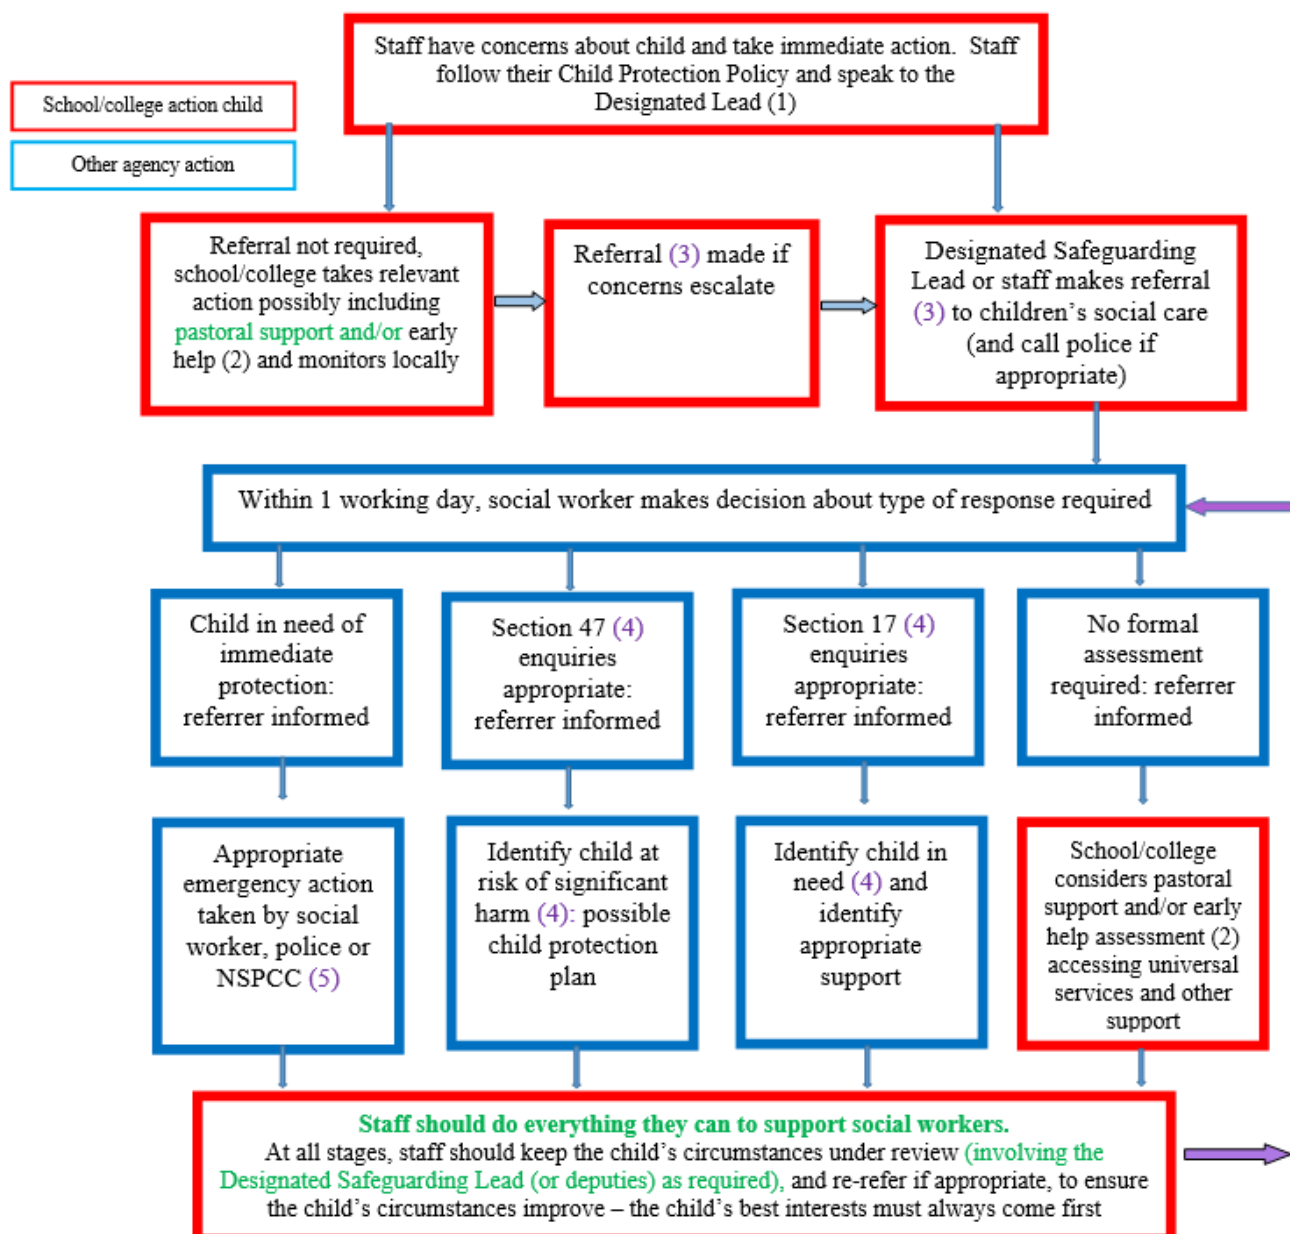 Staff have concerns about child and take immediate action.  Staff
follow their Child Protection Policy and speak to the
Designated Lead (1)
School/college action child
Other agency action
Referral not required,
school/college takes relevant
action possibly including
pastoral support and/or early
help (2) and monitors locally
Referral (3) made if
concerns escalate
Designated Safeguarding
Lead or staff makes referral
(3) to children’s social care
(and call police if
appropriate)
Within 1 working day, social worker makes decision about type of response required
Child in need of
immediate
protection:
referrer informed
Section 47 (4)
enquiries
appropriate:
referrer informed
Section 17 (4)
enquiries
appropriate:
referrer informed
No formal
assessment
required: referrer
informed
Appropriate
emergency action
taken by social
worker, police or
NSPCC (5)
Identify child at
risk of significant
harm (4): possible
child protection
plan
Identify child in
need (4) and
identify
appropriate
support
School/college
considers pastoral
support and/or early
help assessment (2)
accessing universal
services and other
support
Staff should do everything they can to support social workers.
At all stages, staff should keep the child’s circumstances under review (involving the
Designated Safeguarding Lead (or deputies) as required), and re-refer if appropriate, to ensure
the child’s circumstances improve – the child’s best interests must always come first